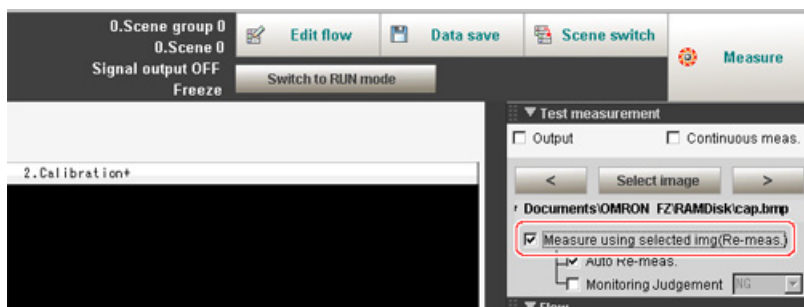 0.Scene group 0
0.Scene 0
Signal output OFF
Freeze
Edit flow
Data save
Scene switch
Measure
Switch to RUN mode
Test measurement
Output
Continuous meas.
2.Calibration+
< Select image >
Documents\OMRON FZ\RAMDisk\cap.bmp
Measure using selected img(Re-meas.)
Auto Re-meas.
Monitoring Judgement NG
Flow